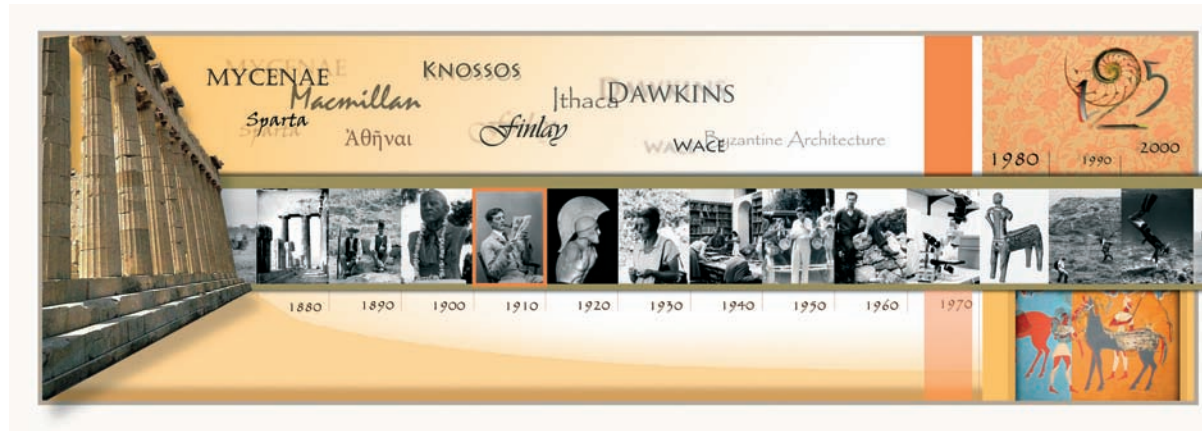 MYCENAE
KNOSSOS
Macmillan
Ithaca
DAWKINS
Sparta
Ἀθῆναι
Finlay
WACE
Byzantine Architecture
125
1980
1990
2000
1880
1890
1900
1910
1920
1930
1940
1950
1960
1970